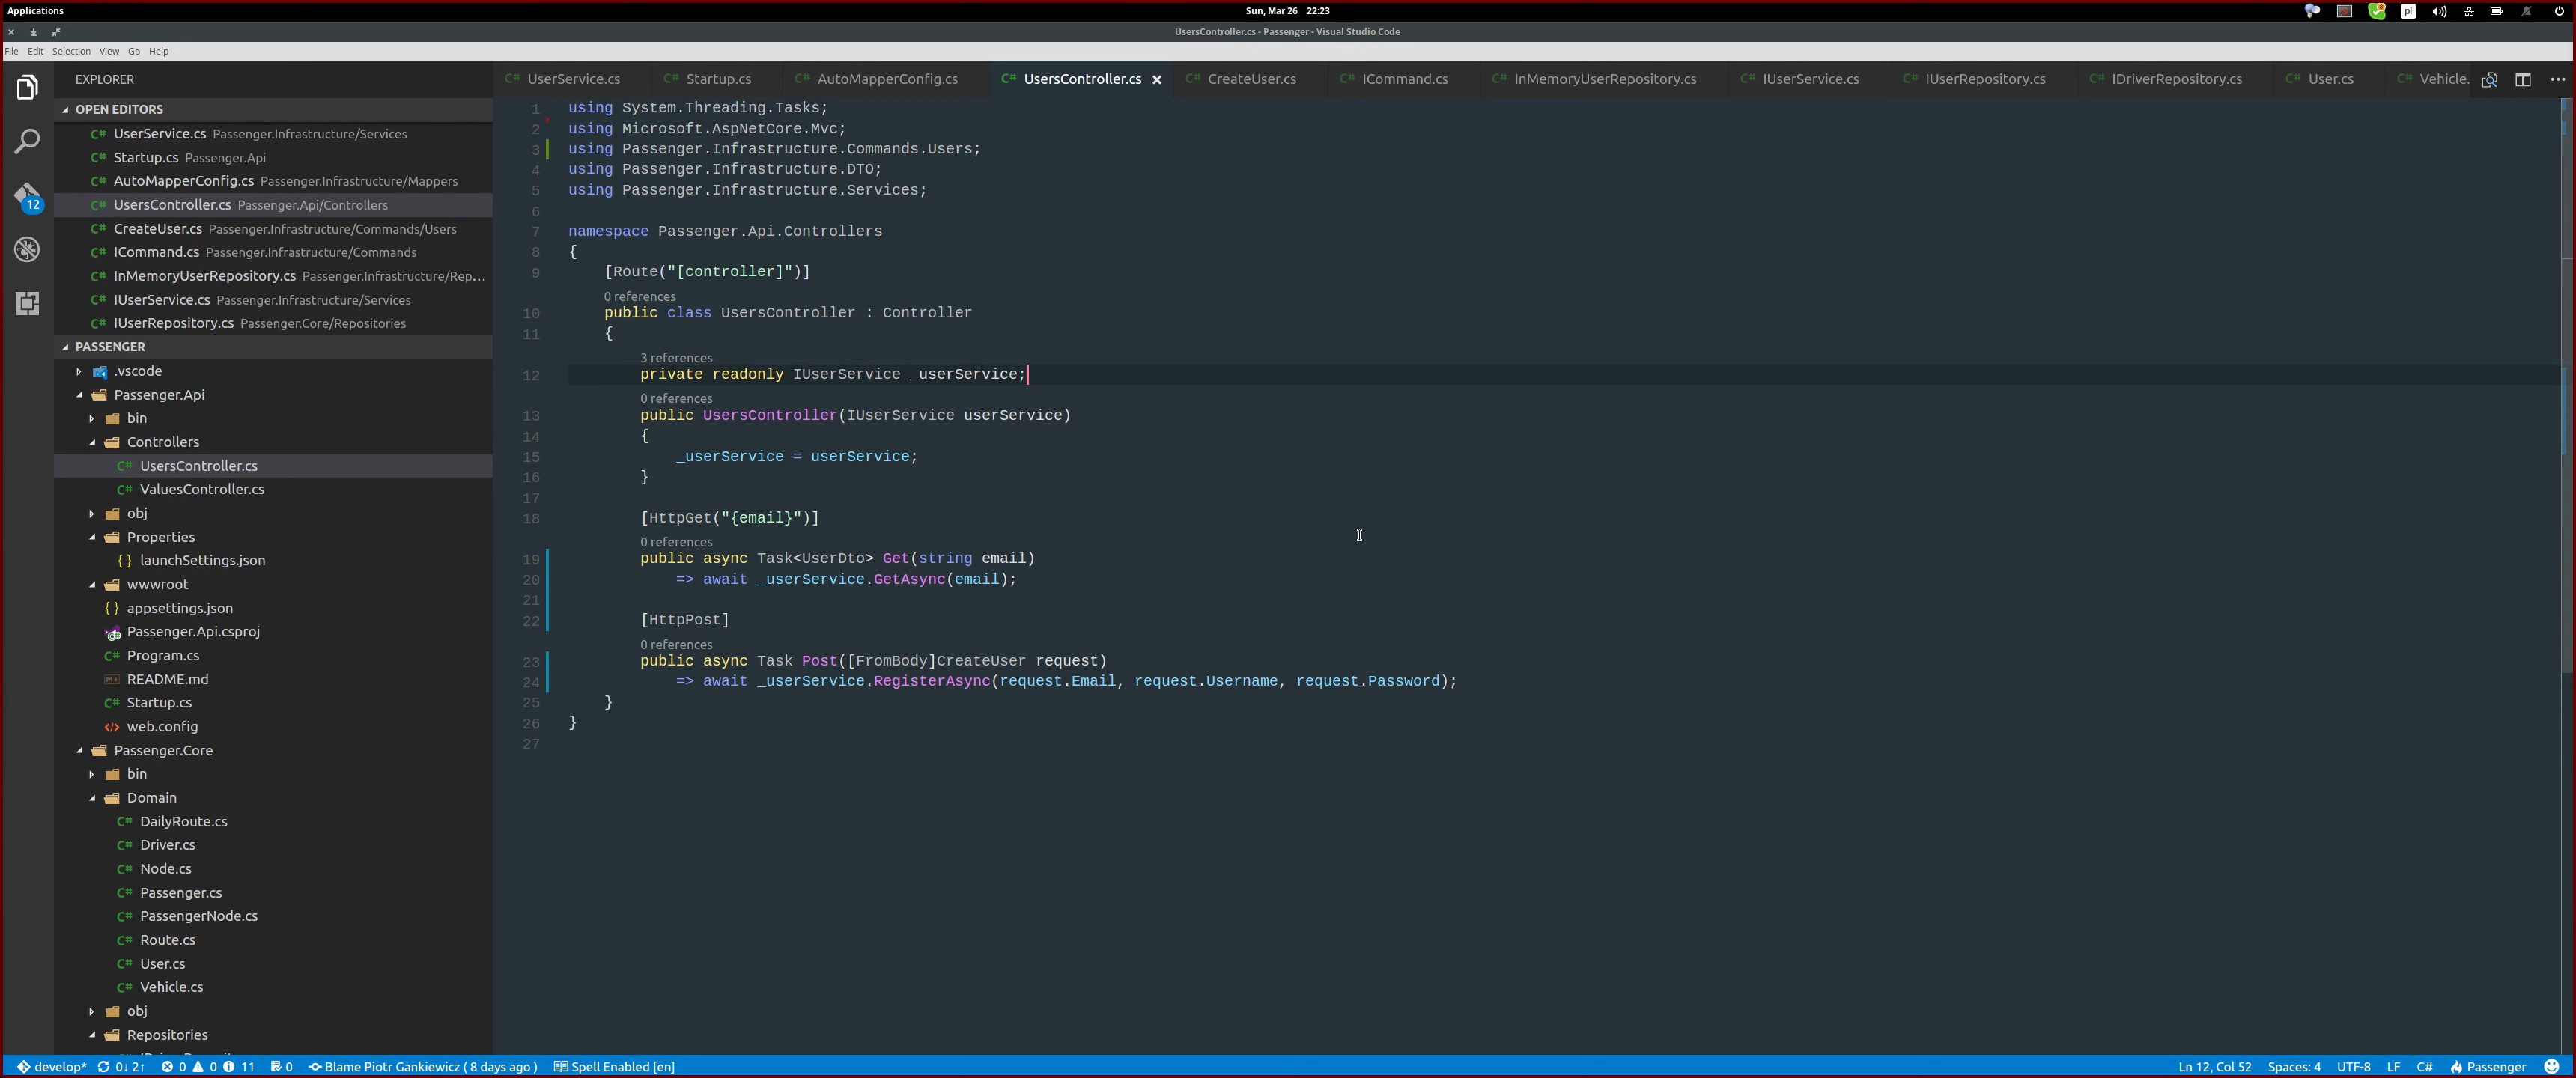 Applications
Sun, Mar 26 22:23
pl
UsersController.cs - Passenger - Visual Studio Code
File Edit Selection View Go Help
EXPLORER
OPEN EDITORS
C# UserService.cs Passenger.Infrastructure/Services
C# Startup.cs Passenger.Api
C# AutoMapperConfig.cs Passenger.Infrastructure/Mappers
C# UsersController.cs Passenger.Api/Controllers
C# CreateUser.cs Passenger.Infrastructure/Commands/Users
C# ICommand.cs Passenger.Infrastructure/Commands
C# InMemoryUserRepository.cs Passenger.Infrastructure/Rep...
C# IUserService.cs Passenger.Infrastructure/Services
C# IUserRepository.cs Passenger.Core/Repositories
12
PASSENGER
.vscode
Passenger.Api
bin
Controllers
C# UsersController.cs
C# ValuesController.cs
obj
Properties
{} launchSettings.json
wwwroot
{} appsettings.json
Passenger.Api.csproj
C# Program.cs
README.md
C# Startup.cs
</> web.config
Passenger.Core
bin
Domain
C# DailyRoute.cs
C# Driver.cs
C# Node.cs
C# Passenger.cs
C# PassengerNode.cs
C# Route.cs
C# User.cs
C# Vehicle.cs
obj
Repositories
C# UserService.cs C# Startup.cs C# AutoMapperConfig.cs C# UsersController.cs C# CreateUser.cs C# ICommand.cs C# InMemoryUserRepository.cs C# IUserService.cs C# IUserRepository.cs C# IDriverRepository.cs C# User.cs C# Vehicle.
1 using System.Threading.Tasks;
2 using Microsoft.AspNetCore.Mvc;
3 using Passenger.Infrastructure.Commands.Users;
4 using Passenger.Infrastructure.DTO;
5 using Passenger.Infrastructure.Services;
6
7 namespace Passenger.Api.Controllers
8 {
9 [Route("[controller]")]
0 references
10 public class UsersController : Controller
11 {
3 references
12 private readonly IUserService _userService;
0 references
13 public UsersController(IUserService userService)
14 {
15 _userService = userService;
16 }
17
18 [HttpGet("{email}")]
0 references
19 public async Task<UserDto> Get(string email)
20 => await _userService.GetAsync(email);
21
22 [HttpPost]
0 references
23 public async Task Post([FromBody]CreateUser request)
24 => await _userService.RegisterAsync(request.Email, request.Username, request.Password);
25 }
26 }
27
develop* 0↓ 2↑ 0 0 11 0 Blame Piotr Gankiewicz ( 8 days ago ) Spell Enabled [en] Ln 12, Col 52 Spaces: 4 UTF-8 LF C# Passenger